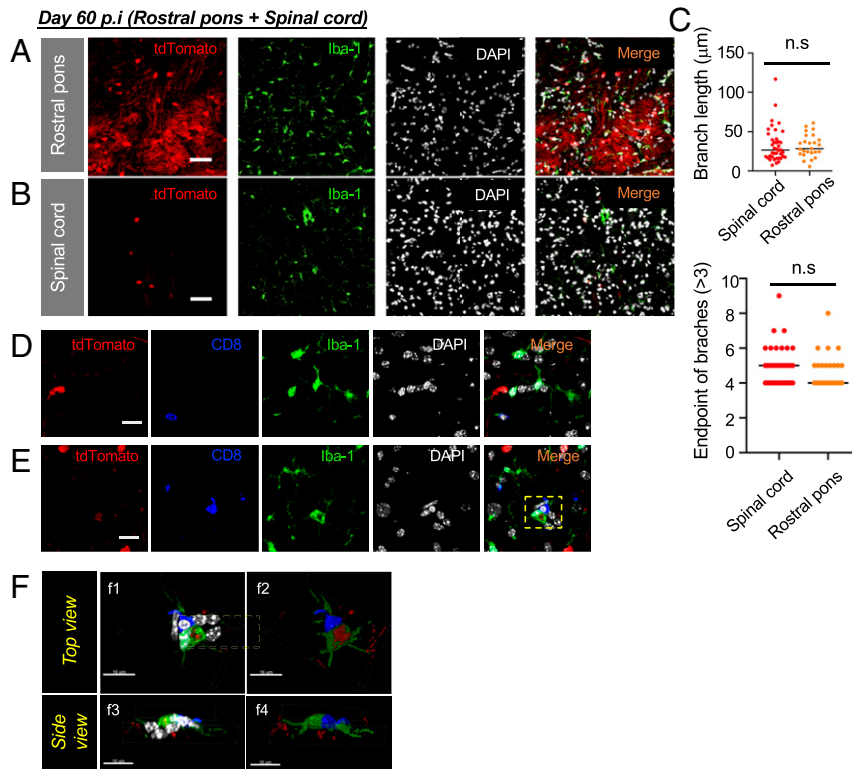 Day 60 p.i (Rostral pons + Spinal cord)
A
Rostral pons
tdTomato
Iba-1
DAPI
Merge
B
Spinal cord
tdTomato
Iba-1
DAPI
Merge
C
n.s
Branch length (μm)
150
100
50
0
Spinal cord
Rostral pons
n.s
Endpoint of braches (>3)
10
8
6
4
2
0
Spinal cord
Rostral pons
D
tdTomato
CD8
Iba-1
DAPI
Merge
E
tdTomato
CD8
Iba-1
DAPI
Merge
F
Top view
f1
f2
Side
view
f3
f4